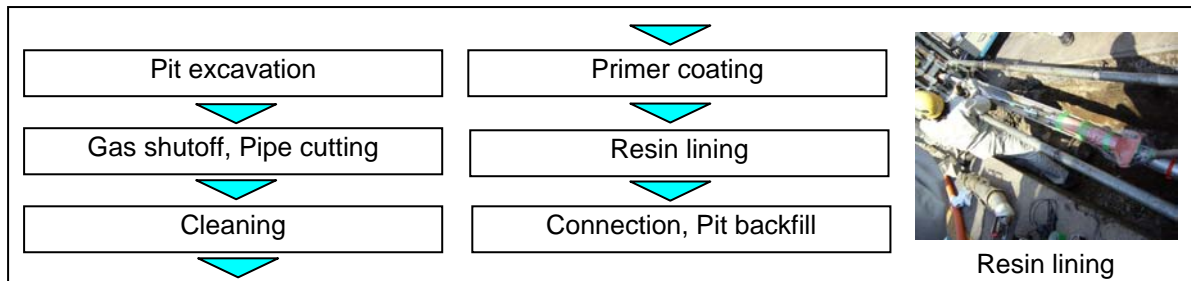 Pit excavation
Gas shutoff, Pipe cutting
Cleaning
Primer coating
Resin lining
Connection, Pit backfill
Resin lining